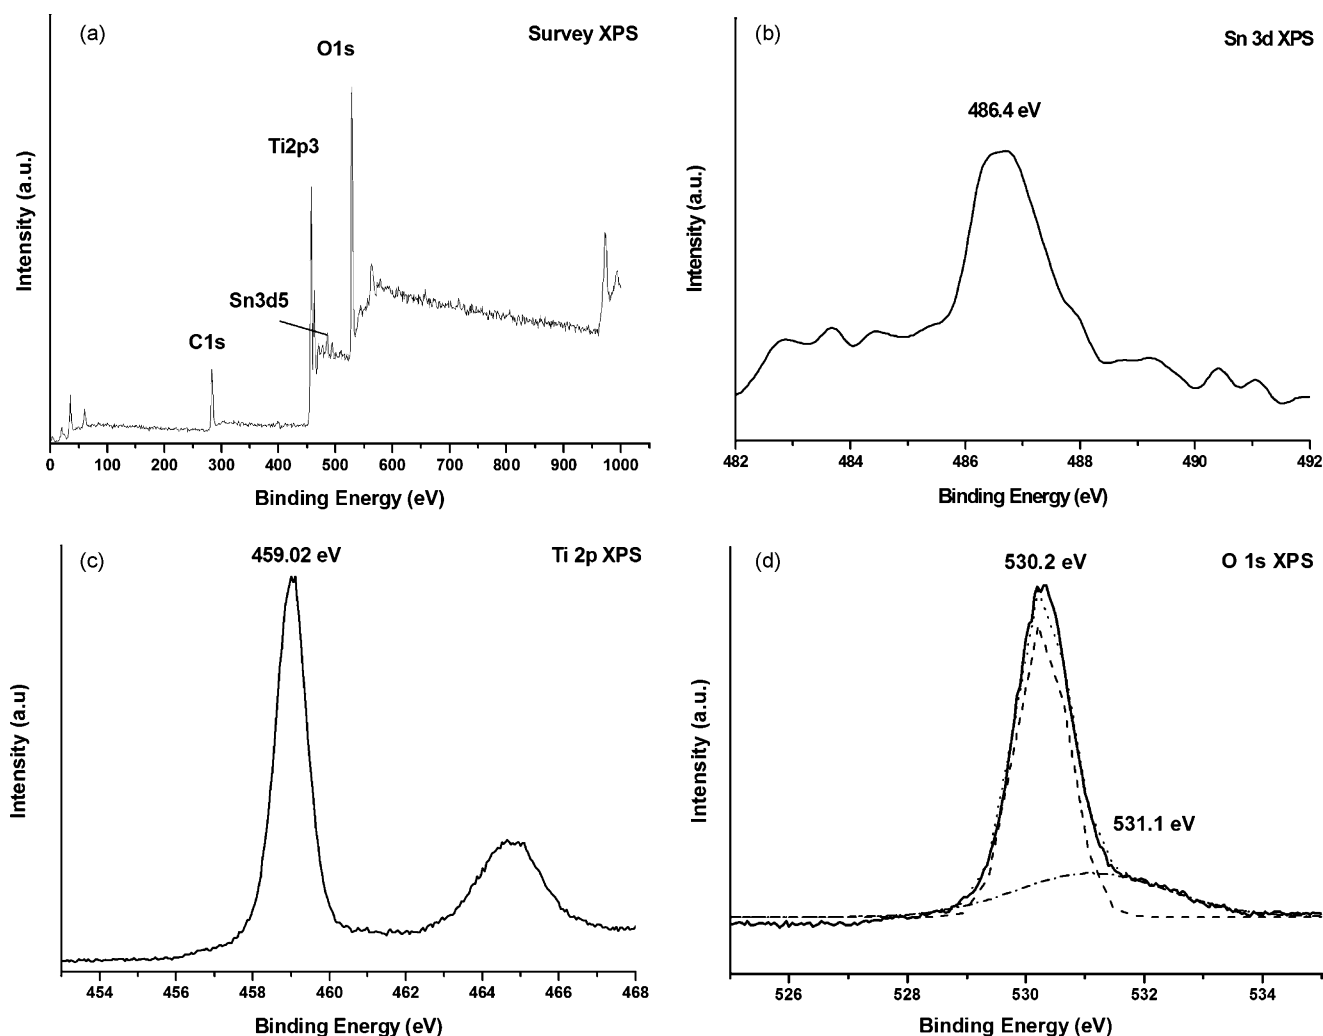 (a)
Survey XPS
O1s
Ti2p3
Sn3d5
C1s
Intensity (a.u.)
0 100 200 300 400 500 600 700 800 900 1000
Binding Energy (eV)
(b)
Sn 3d XPS
486.4 eV
Intensity (a.u.)
482 484 486 488 490 492
Binding Energy (eV)
(c)
459.02 eV
Ti 2p XPS
Intensity (a.u)
454 456 458 460 462 464 466 468
Binding Energy (eV)
(d)
530.2 eV
O 1s XPS
531.1 eV
Intensity (a.u.)
526 528 530 532 534
Binding Energy (eV)